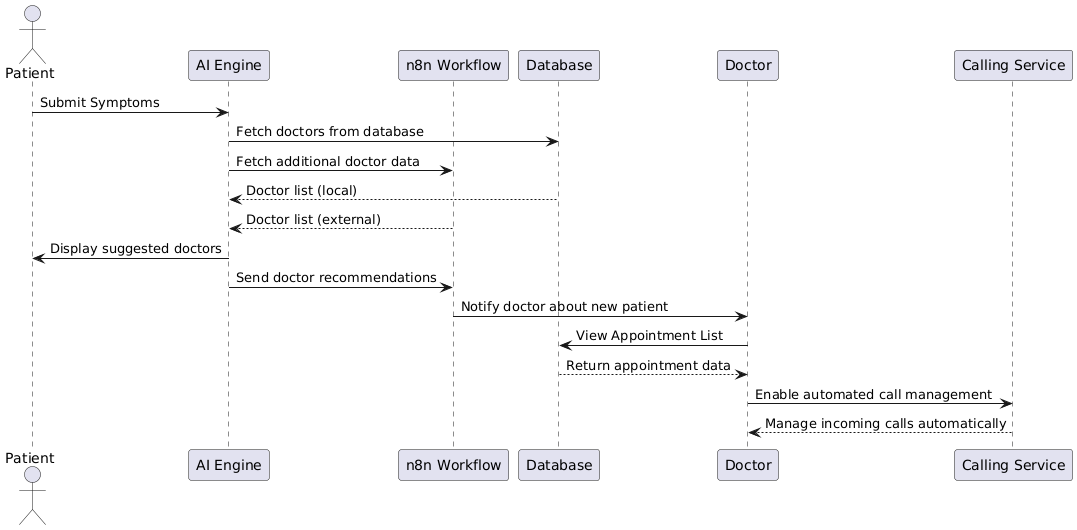 Patient
AI Engine
n8n Workflow
Database
Doctor
Calling Service
Submit Symptoms
Fetch doctors from database
Fetch additional doctor data
Doctor list (local)
Doctor list (external)
Display suggested doctors
Send doctor recommendations
Notify doctor about new patient
View Appointment List
Return appointment data
Enable automated call management
Manage incoming calls automatically
Patient
AI Engine
n8n Workflow
Database
Doctor
Calling Service